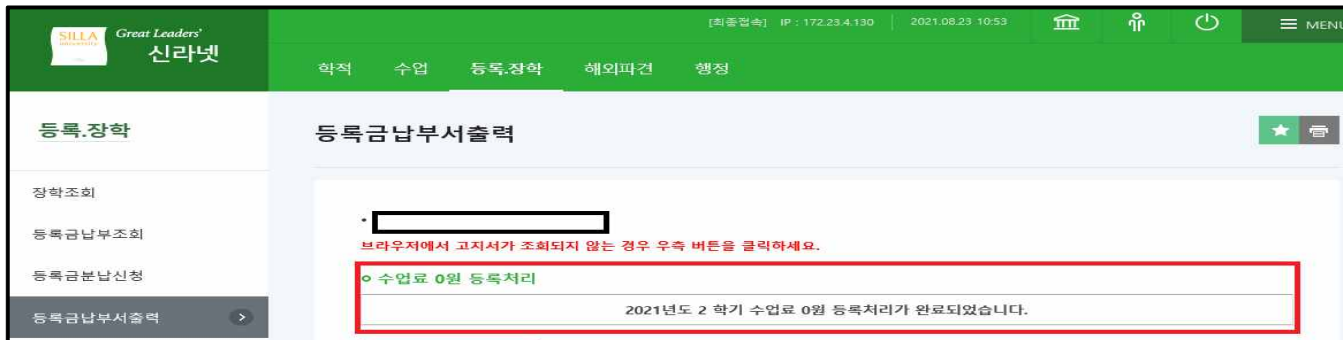 [최종접속] IP : 172.23.4.130 2021.08.23 10:53 MENU
SILLA
UNIVERSITY
Great Leaders'
신라넷
학적 수업 등록.장학 해외파견 행정
등록.장학
등록금납부서출력
장학조회
등록금납부조회
등록금분납신청
등록금납부서출력
브라우저에서 고지서가 조회되지 않는 경우 우측 버튼을 클릭하세요.
수업료 0원 등록처리
2021년도 2 학기 수업료 0원 등록처리가 완료되었습니다.